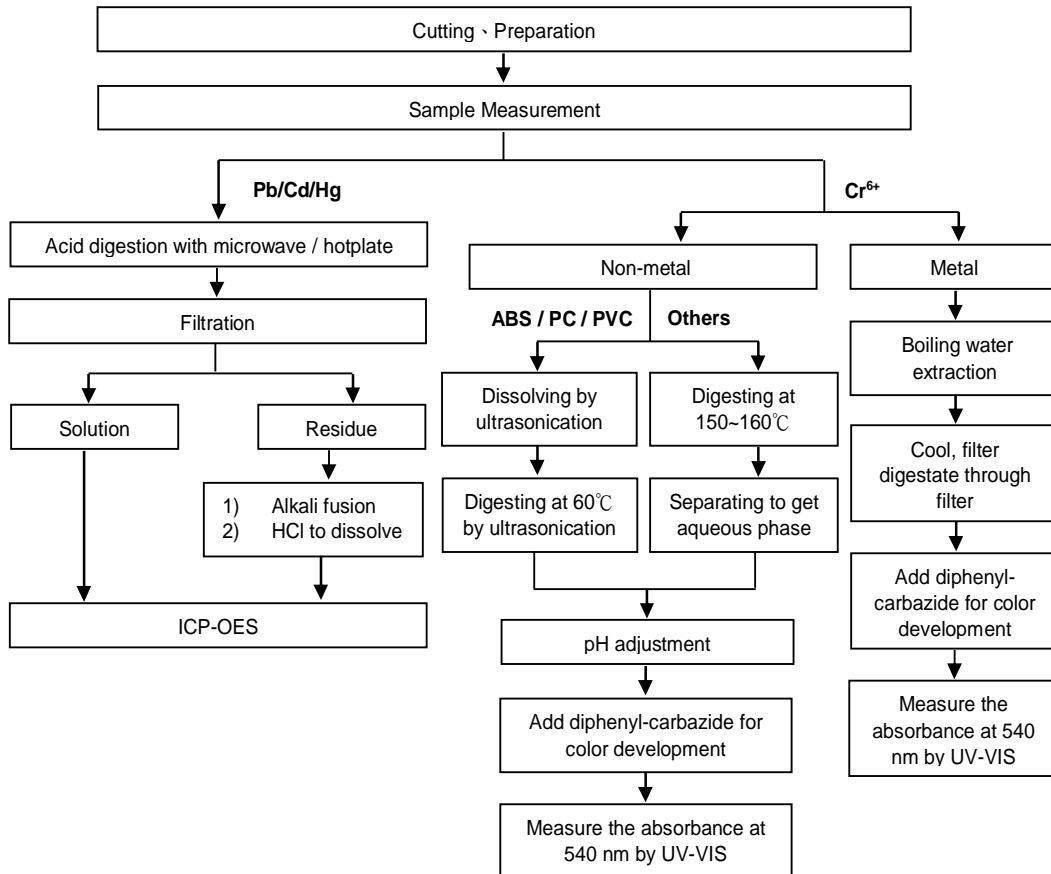 Cutting、Preparation
Sample Measurement
Pb/Cd/Hg
Cr⁶⁺
Acid digestion with microwave / hotplate
Non-metal
Metal
Filtration
ABS / PC / PVC
Others
Boiling water
extraction
Solution
Residue
Dissolving by
ultrasonication
Digesting at
150~160℃
Cool, filter
digestate through
filter
1) Alkali fusion
2) HCl to dissolve
Digesting at 60℃
by ultrasonication
Separating to get
aqueous phase
Add diphenyl-
carbazide for color
development
ICP-OES
pH adjustment
Measure the
absorbance at 540
nm by UV-VIS
Add diphenyl-carbazide for
color development
Measure the absorbance at
540 nm by UV-VIS